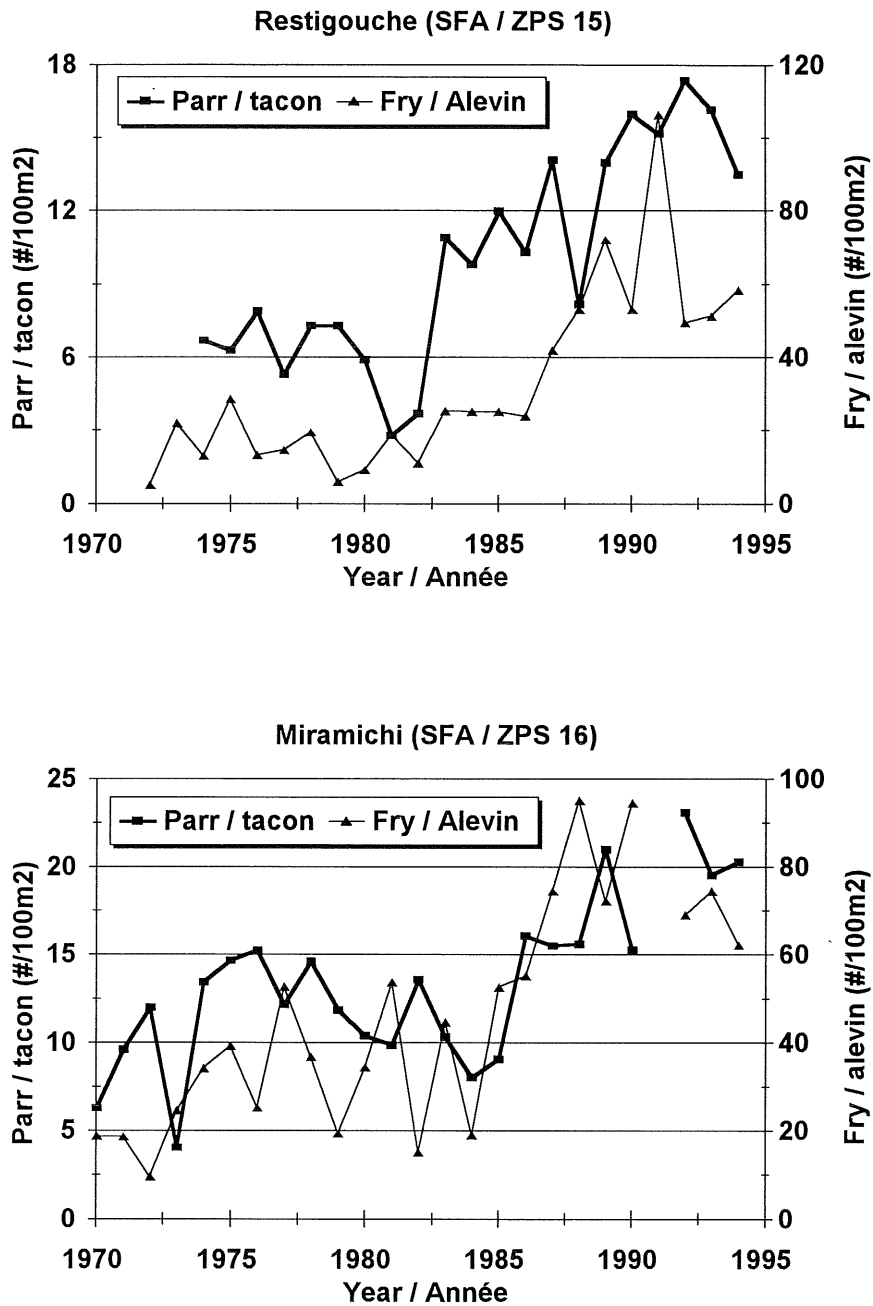 Restigouche (SFA / ZPS 15)
Parr / tacon
Fry / Alevin
Parr / tacon (#/100m2)
Fry / alevin (#/100m2)
18
12
6
0
120
80
40
0
1970 1975 1980 1985 1990 1995
Year / Année
Miramichi (SFA / ZPS 16)
Parr / tacon
Fry / Alevin
Parr / tacon (#/100m2)
Fry / alevin (#/100m2)
25
20
15
10
5
0
100
80
60
40
20
0
1970 1975 1980 1985 1990 1995
Year / Année